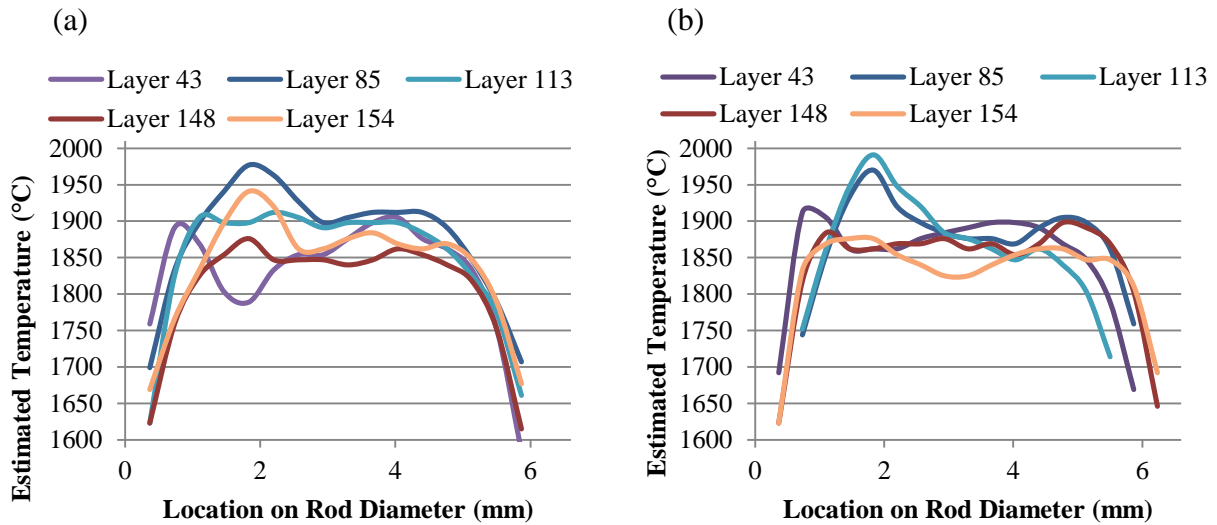 (a)
Layer 43 Layer 85 Layer 113
Layer 148 Layer 154
Estimated Temperature (°C)
2000
1950
1900
1850
1800
1750
1700
1650
1600
0 2 4 6
Location on Rod Diameter (mm)
(b)
Layer 43 Layer 85 Layer 113
Layer 148 Layer 154
Estimated Temperature (°C)
2000
1950
1900
1850
1800
1750
1700
1650
1600
0 2 4 6
Location on Rod Diameter (mm)